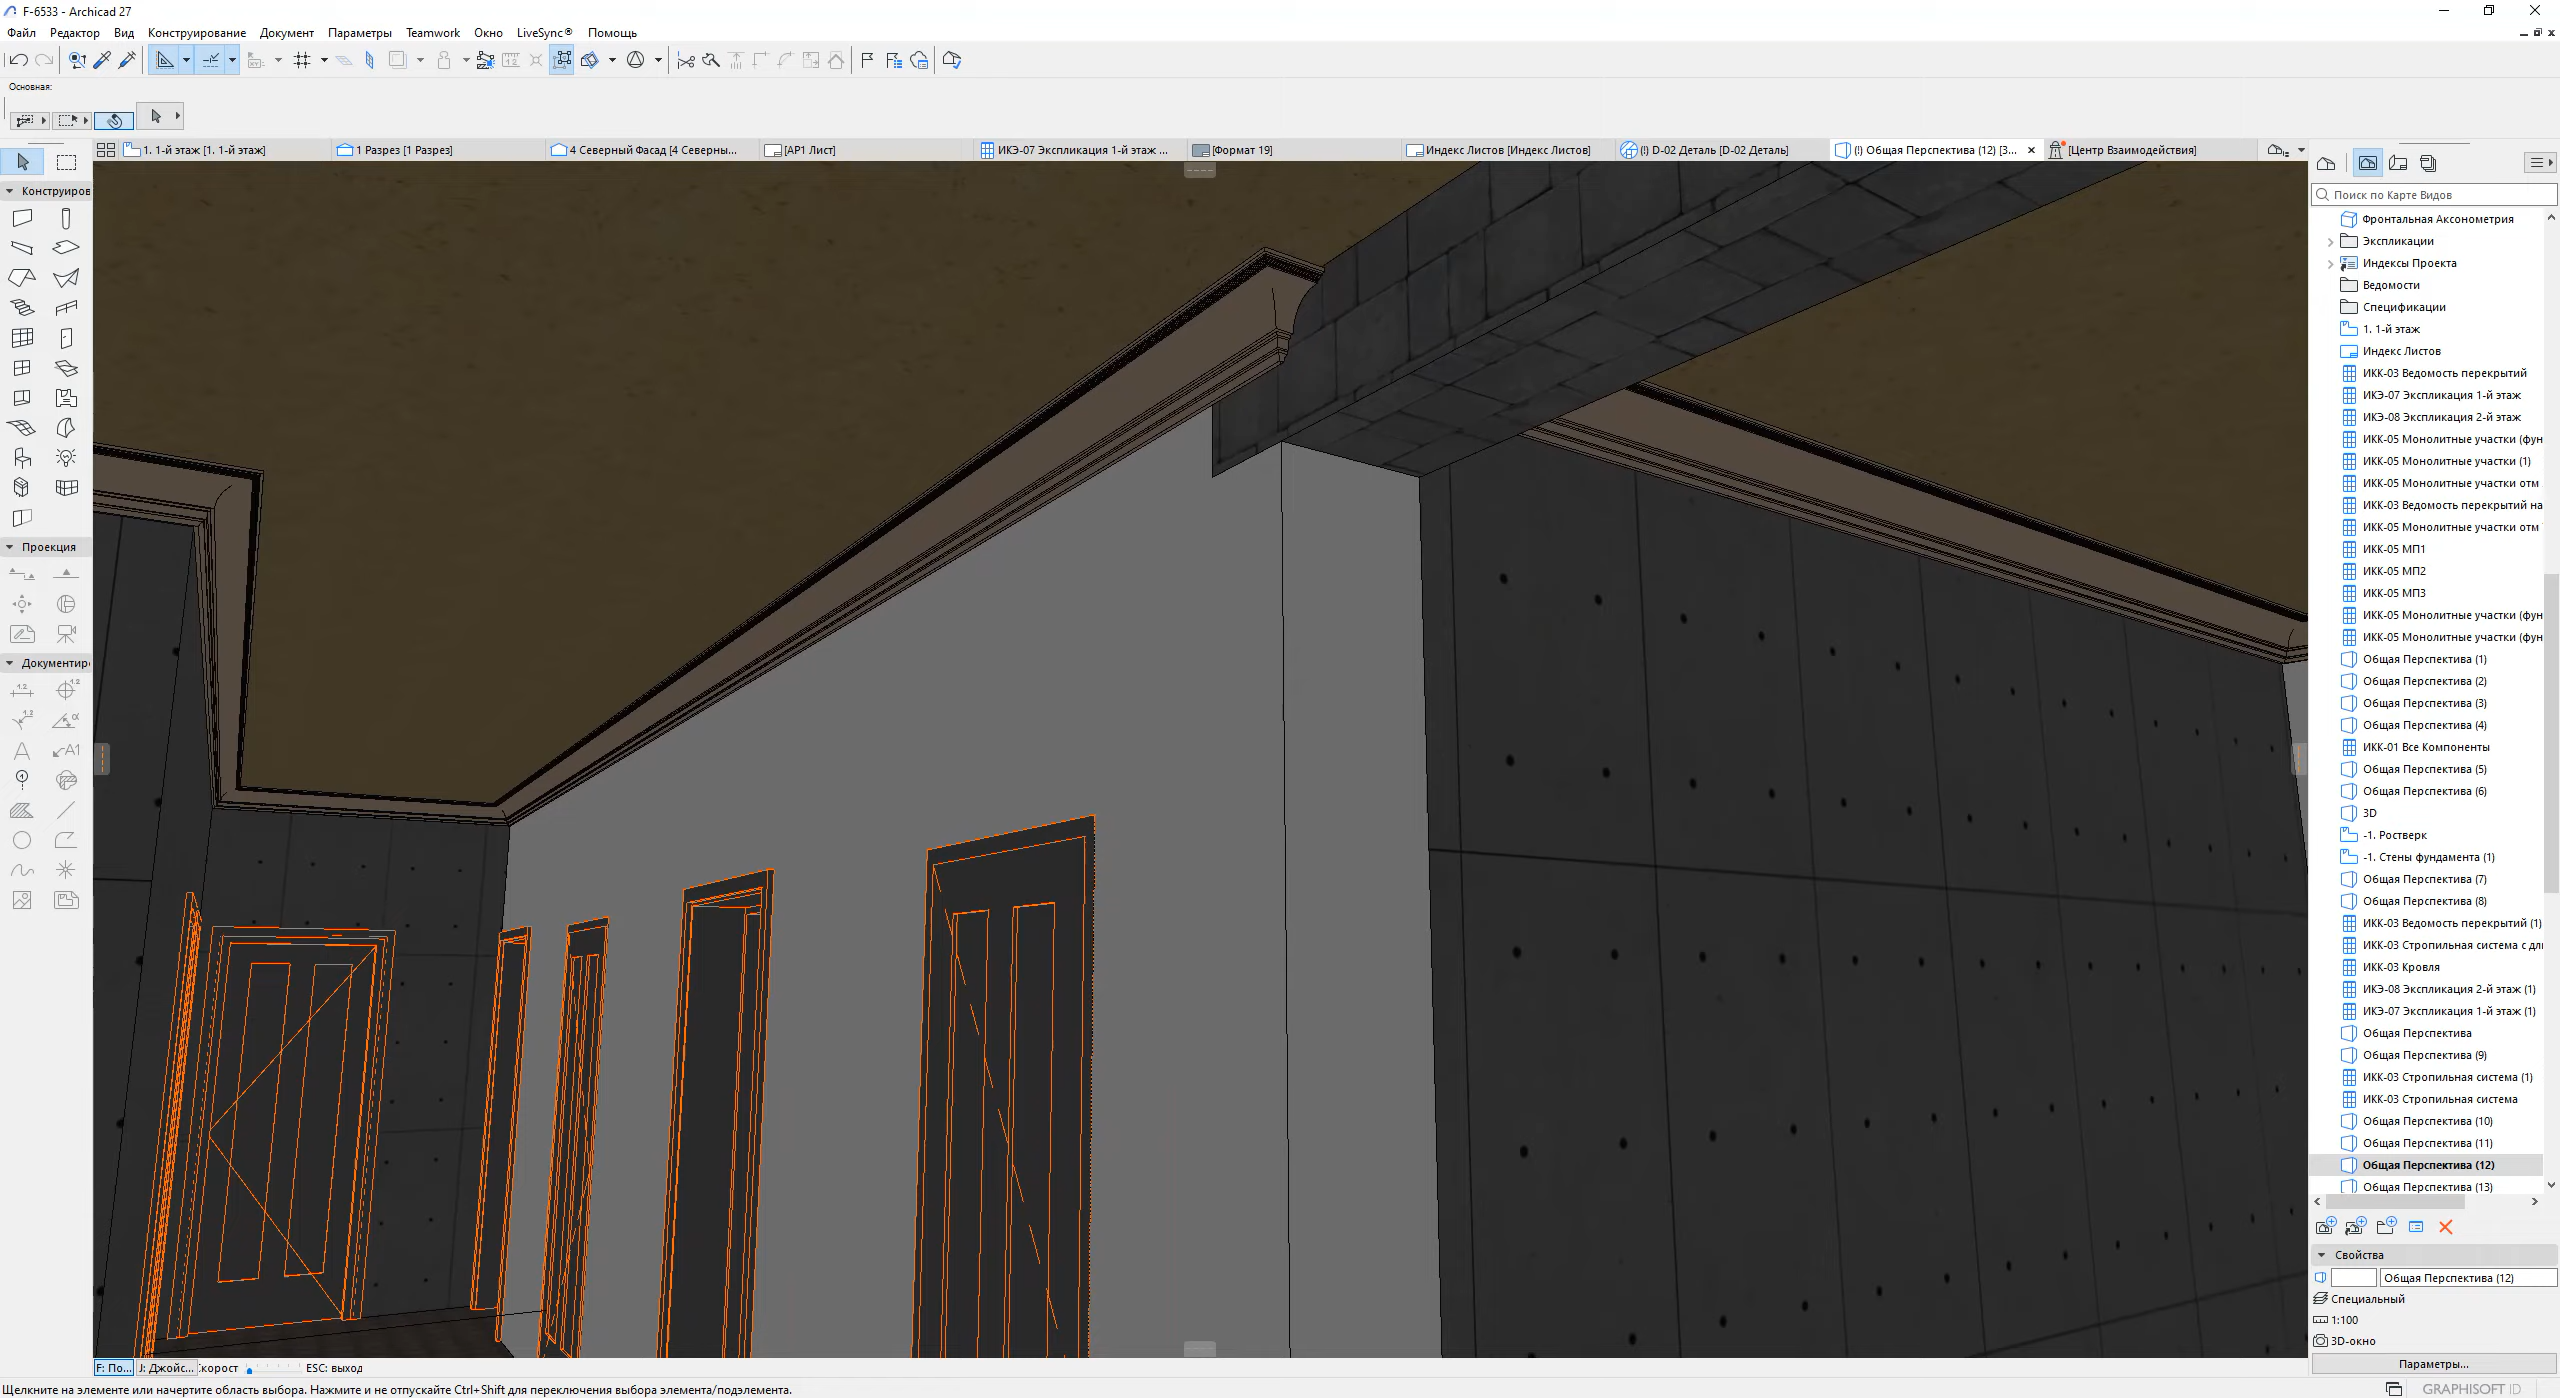 F-6533 - Archicad 27
Файл Редактор Вид Конструирование Документ Параметры Teamwork Окно LiveSync® Помощь
Основная:
1. 1-й этаж [1. 1-й этаж]
1 Разрез [1 Разрез]
4 Северный Фасад [4 Северны...
[АР1 Лист]
ИКЭ-07 Экспликация 1-й этаж ...
[Формат 19]
Индекс Листов [Индекс Листов]
(!) D-02 Деталь [D-02 Деталь]
(!) Общая Перспектива (12) [3...
[Центр Взаимодействия]
Конструиров
Проекция
Документир
Поиск по Карте Видов
Фронтальная Аксонометрия
Экспликации
Индексы Проекта
Ведомости
Спецификации
1. 1-й этаж
Индекс Листов
ИКК-03 Ведомость перекрытий
ИКЭ-07 Экспликация 1-й этаж
ИКЭ-08 Экспликация 2-й этаж
ИКК-05 Монолитные участки (фун
ИКК-05 Монолитные участки (1)
ИКК-05 Монолитные участки отм
ИКК-03 Ведомость перекрытий на
ИКК-05 Монолитные участки отм
ИКК-05 МП1
ИКК-05 МП2
ИКК-05 МП3
ИКК-05 Монолитные участки (фун
ИКК-05 Монолитные участки (фун
Общая Перспектива (1)
Общая Перспектива (2)
Общая Перспектива (3)
Общая Перспектива (4)
ИКК-01 Все Компоненты
Общая Перспектива (5)
Общая Перспектива (6)
3D
-1. Ростверк
-1. Стены фундамента (1)
Общая Перспектива (7)
Общая Перспектива (8)
ИКК-03 Ведомость перекрытий (1)
ИКК-03 Стропильная система с дл
ИКК-03 Кровля
ИКЭ-08 Экспликация 2-й этаж (1)
ИКЭ-07 Экспликация 1-й этаж (1)
Общая Перспектива
Общая Перспектива (9)
ИКК-03 Стропильная система (1)
ИКК-03 Стропильная система
Общая Перспектива (10)
Общая Перспектива (11)
Общая Перспектива (12)
Общая Перспектива (13)
Свойства
Общая Перспектива (12)
Специальный
1:100
3D-окно
Параметры...
F: По... J: Джойс... Скорост ESC: выход
Щелкните на элементе или начертите область выбора. Нажмите и не отпускайте Ctrl+Shift для переключения выбора элемента/подэлемента.
GRAPHISOFT ID